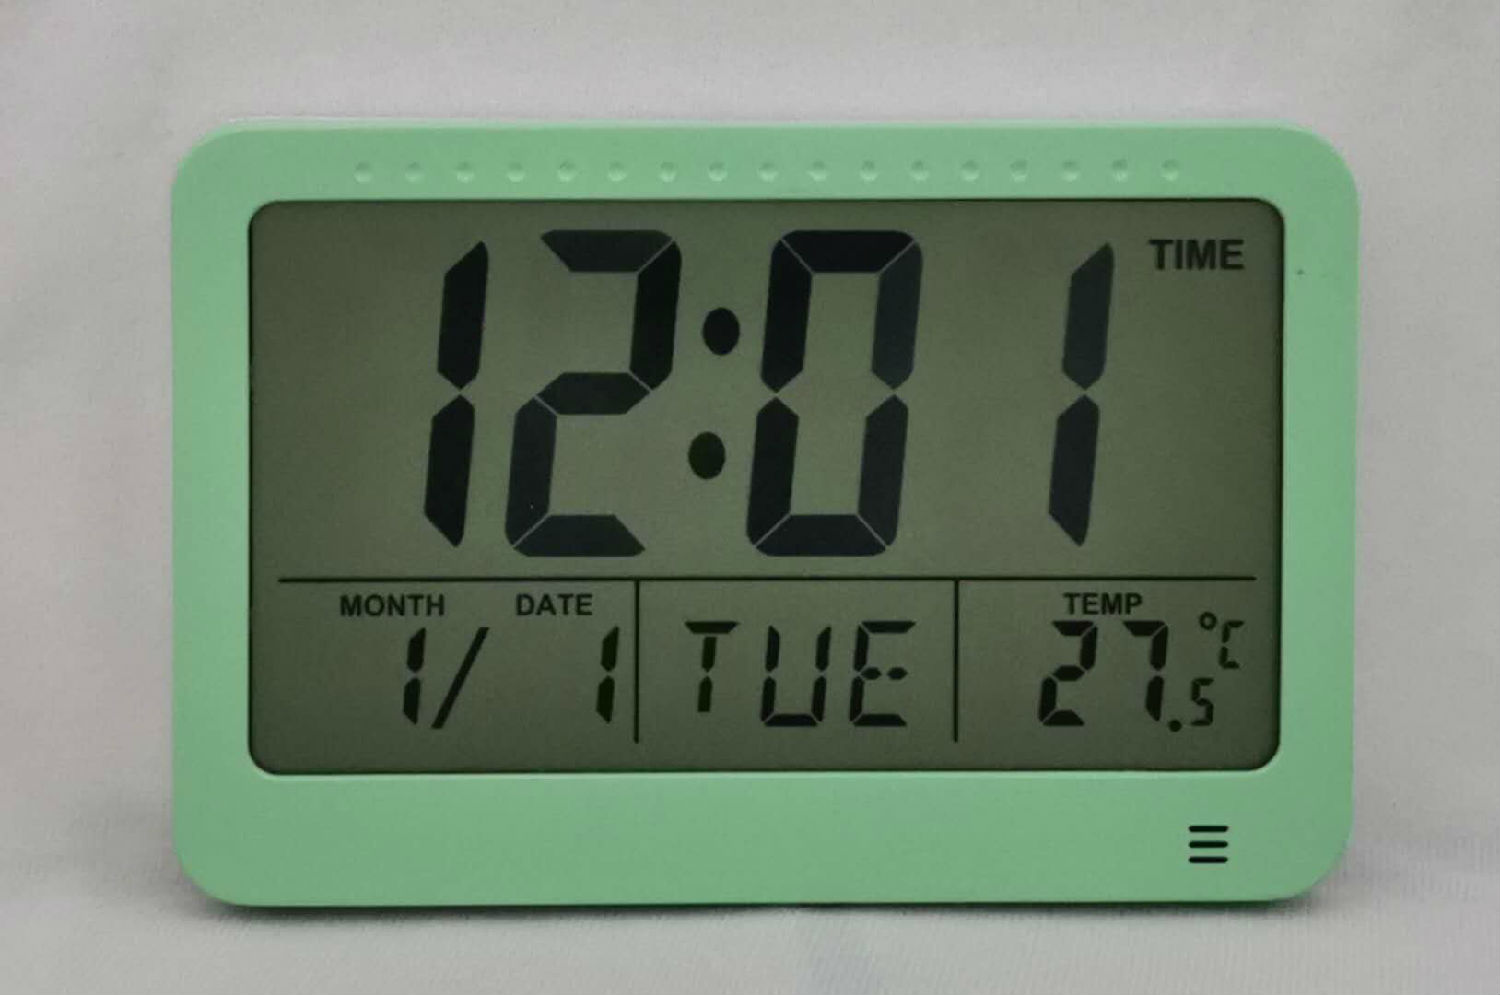 12:01 TIME
MONTH DATE TEMP
1/ 1 TUE 27.5 °C